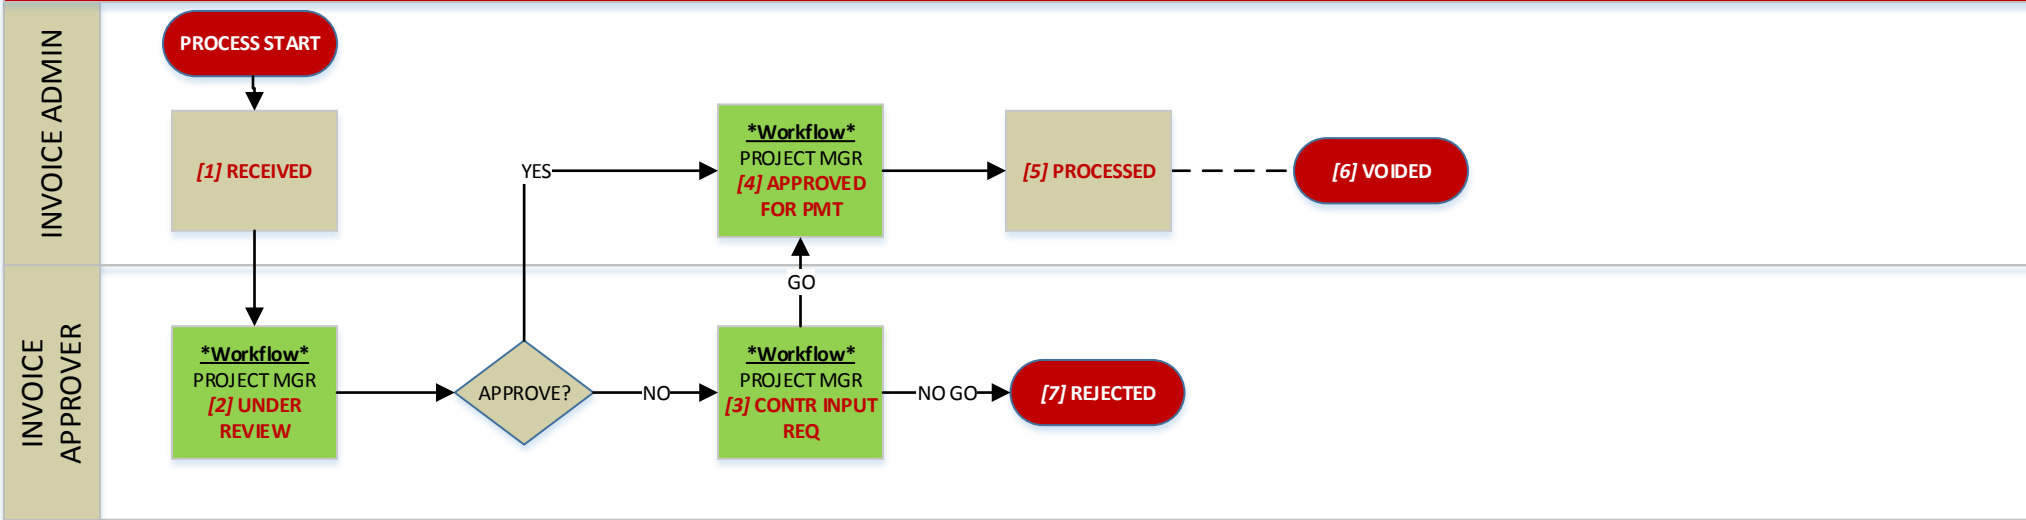 INVOICE ADMIN
PROCESS START
[1] RECEIVED
YES
*Workflow*
PROJECT MGR
[4] APPROVED
FOR PMT
[5] PROCESSED
[6] VOIDED
GO
INVOICE
APPROVER
*Workflow*
PROJECT MGR
[2] UNDER
REVIEW
APPROVE?
NO
*Workflow*
PROJECT MGR
[3] CONTR INPUT
REQ
NO GO
[7] REJECTED